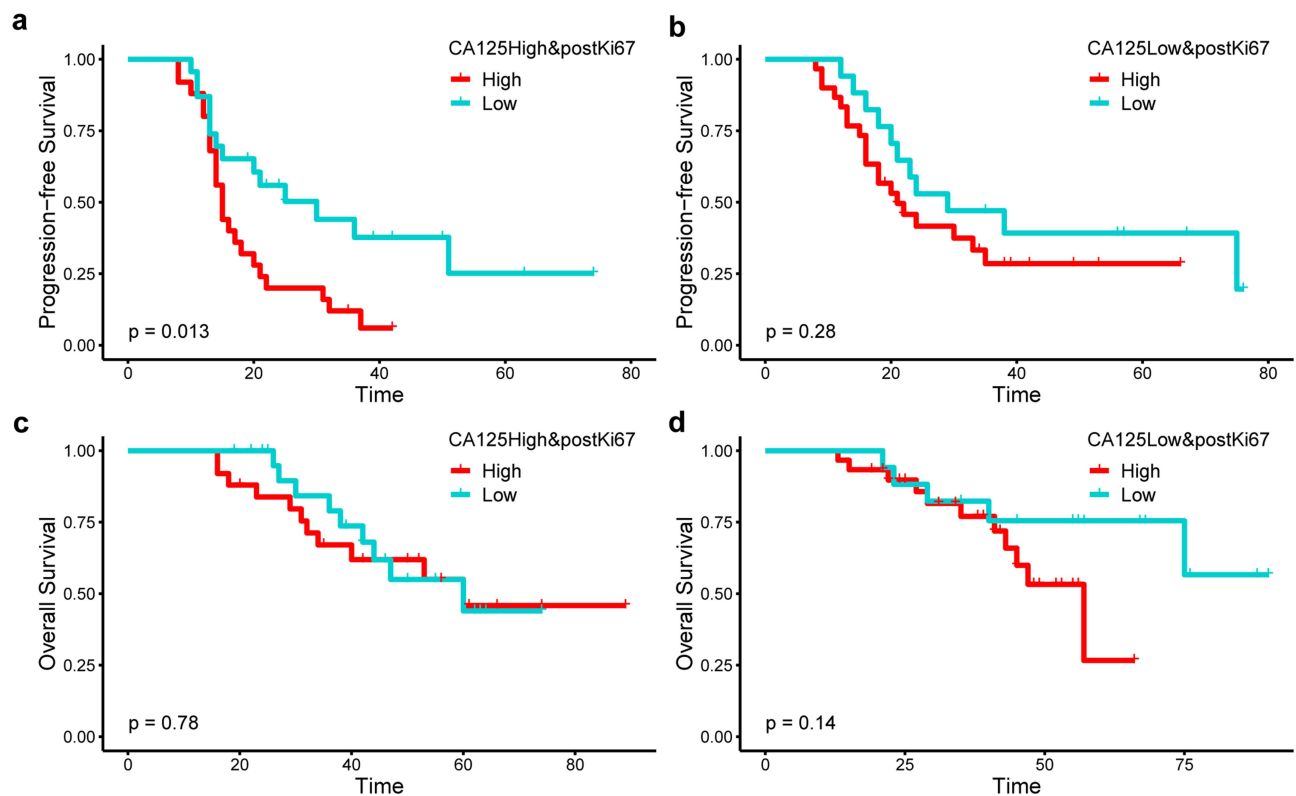 a
CA125High&postKi67
High
Low
Progression−free Survival
1.00
0.75
0.50
0.25
0.00
p = 0.013
0 20 40 60 80
Time
b
CA125Low&postKi67
High
Low
Progression−free Survival
1.00
0.75
0.50
0.25
0.00
p = 0.28
0 20 40 60 80
Time
c
CA125High&postKi67
High
Low
Overall Survival
1.00
0.75
0.50
0.25
0.00
p = 0.78
0 20 40 60 80
Time
d
CA125Low&postKi67
High
Low
Overall Survival
1.00
0.75
0.50
0.25
0.00
p = 0.14
0 25 50 75
Time